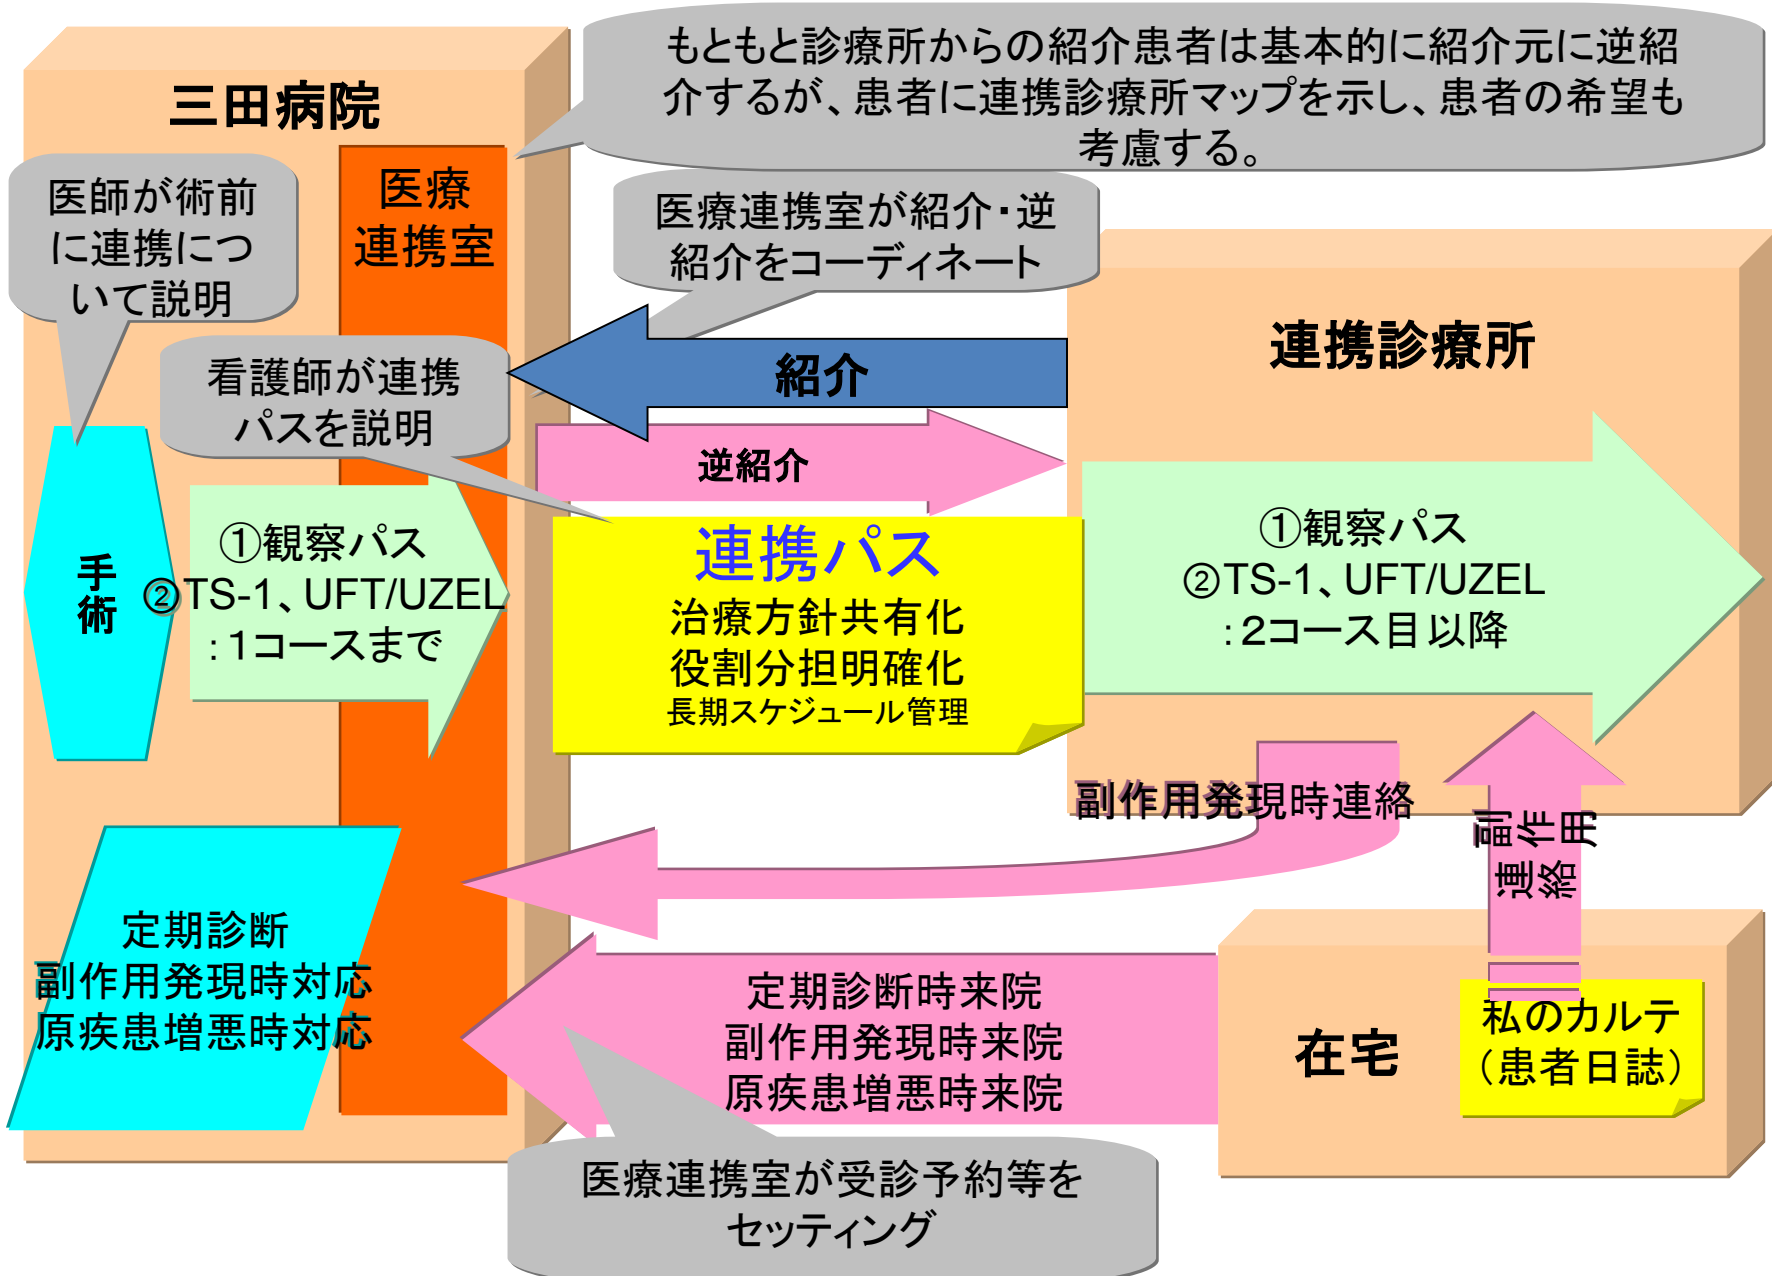 もともと診療所からの紹介患者は基本的に紹介元に逆紹
介するが、患者に連携診療所マップを示し、患者の希望も
考慮する。
三田病院
医療
連携室
医師が術前
に連携につ
いて説明
医療連携室が紹介・逆
紹介をコーディネート
連携診療所
看護師が連携
パスを説明
紹介
逆紹介
手術
①観察パス
②TS-1、UFT/UZEL
:1コースまで
連携パス
治療方針共有化
役割分担明確化
長期スケジュール管理
①観察パス
②TS-1、UFT/UZEL
:2コース目以降
副作用発現時連絡
副作用
連絡
定期診断
副作用発現時対応
原疾患増悪時対応
定期診断時来院
副作用発現時来院
原疾患増悪時来院
在宅
私のカルテ
(患者日誌)
医療連携室が受診予約等を
セッティング